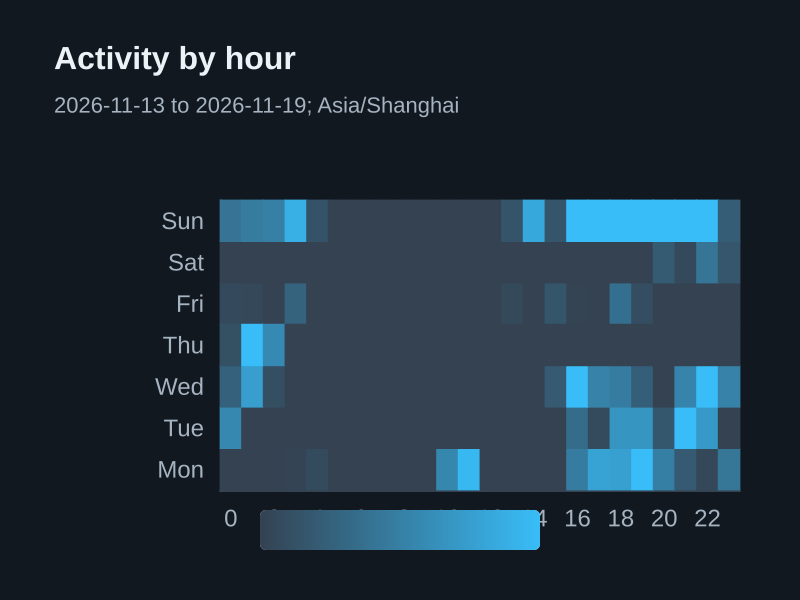 Activity by hour
2026-11-13 to 2026-11-19; Asia/Shanghai
Sun
Sat
Fri
Thu
Wed
Tue
Mon
0 16 18 20 22